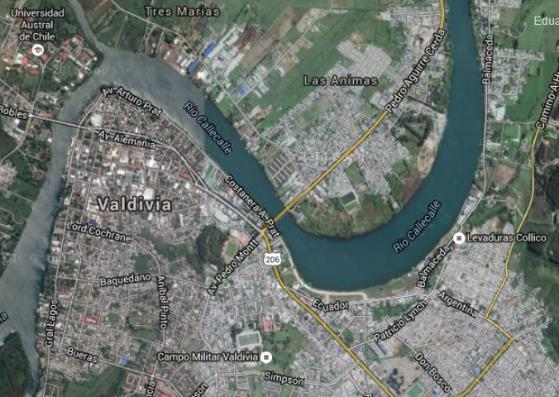 Universidad
Austral
de Chile
Tres Marías
Edua
Av Arturo Prat
Robles
Av-Alemania
Río Callecalle
Las Animas
Pedro Aguirre Cerda
Balmaceda
Camino A
Valdivia
Costanera A. Prat
Río Callecalle
Levaduras Collico
Lord Cochrane
Av Pedro Montt
206
Balmaceda
Baquedano
Anibal Pinto
Ecuador
Argentina
Patricio Lynch
Gral Lagos
Bueras
Campo Militar Valdivia
Simpson
Don Bosco